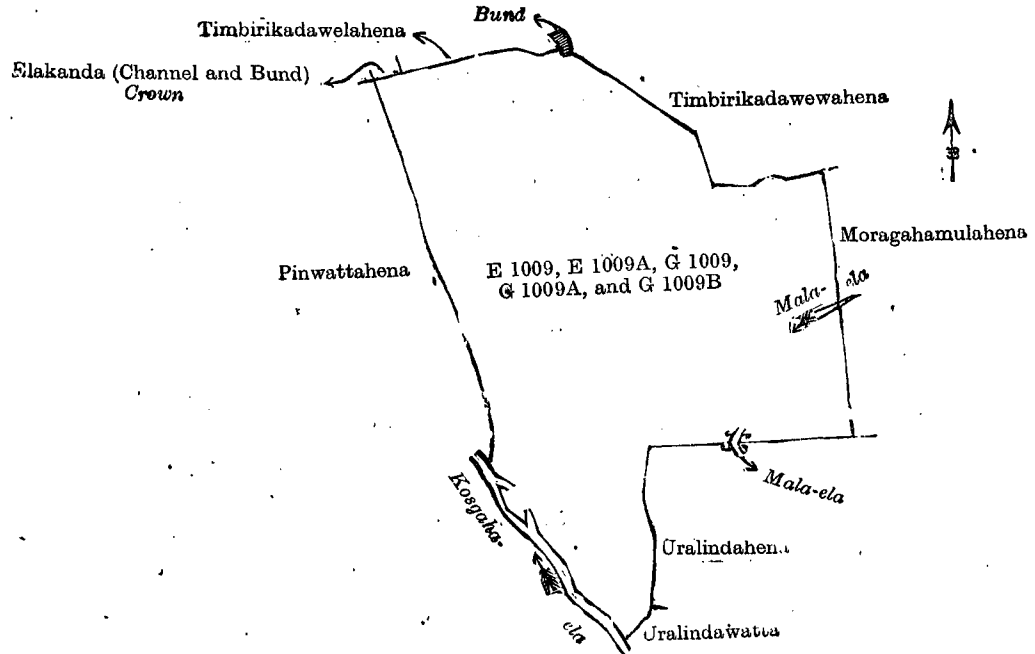 Bund
Timbirikadawelahena
Elakanda (Channel and Bund)
Crown
Timbirikadawewahena
Moragahamulahena
Pinwattahena
E 1009, E 1009A, G 1009,
G 1009A, and G 1009B
Mala-ela
Mala-ela
Kosgaha-
ela
Uralindahena
Uralindawatta